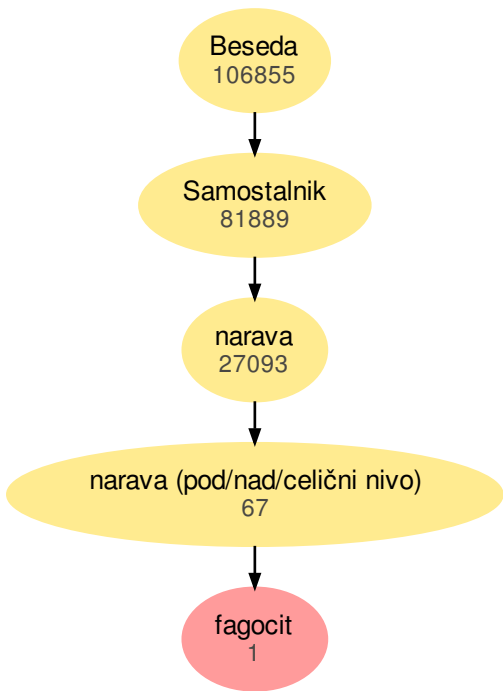 Beseda
106855
Samostalnik
81889
narava
27093
narava (pod/nad/celični nivo)
67
fagocit
1